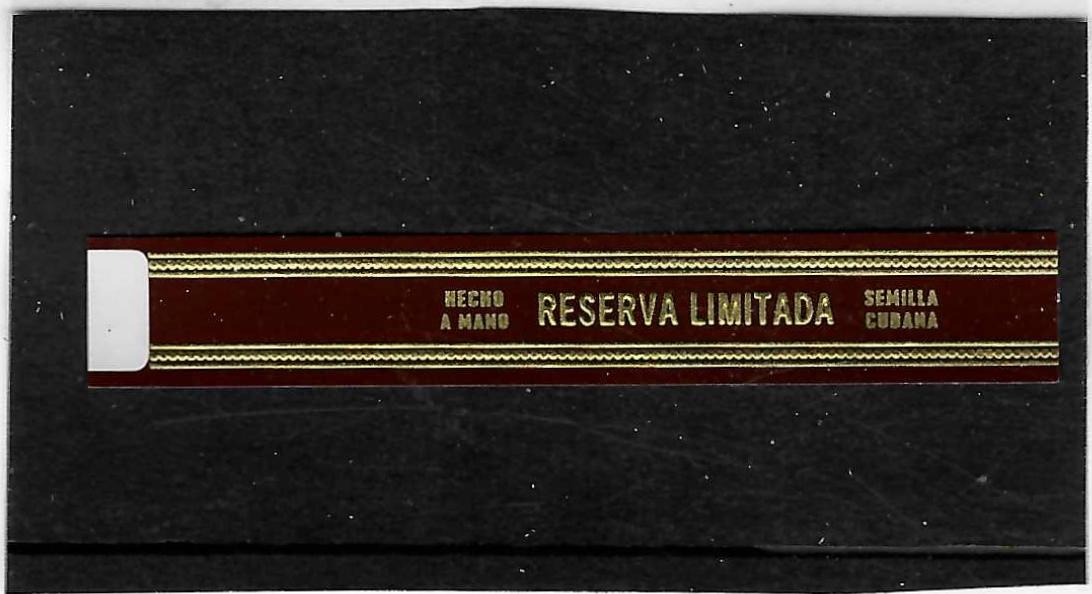 HECHO
A MANO
RESERVA LIMITADA
SEMILLA
CUBANA